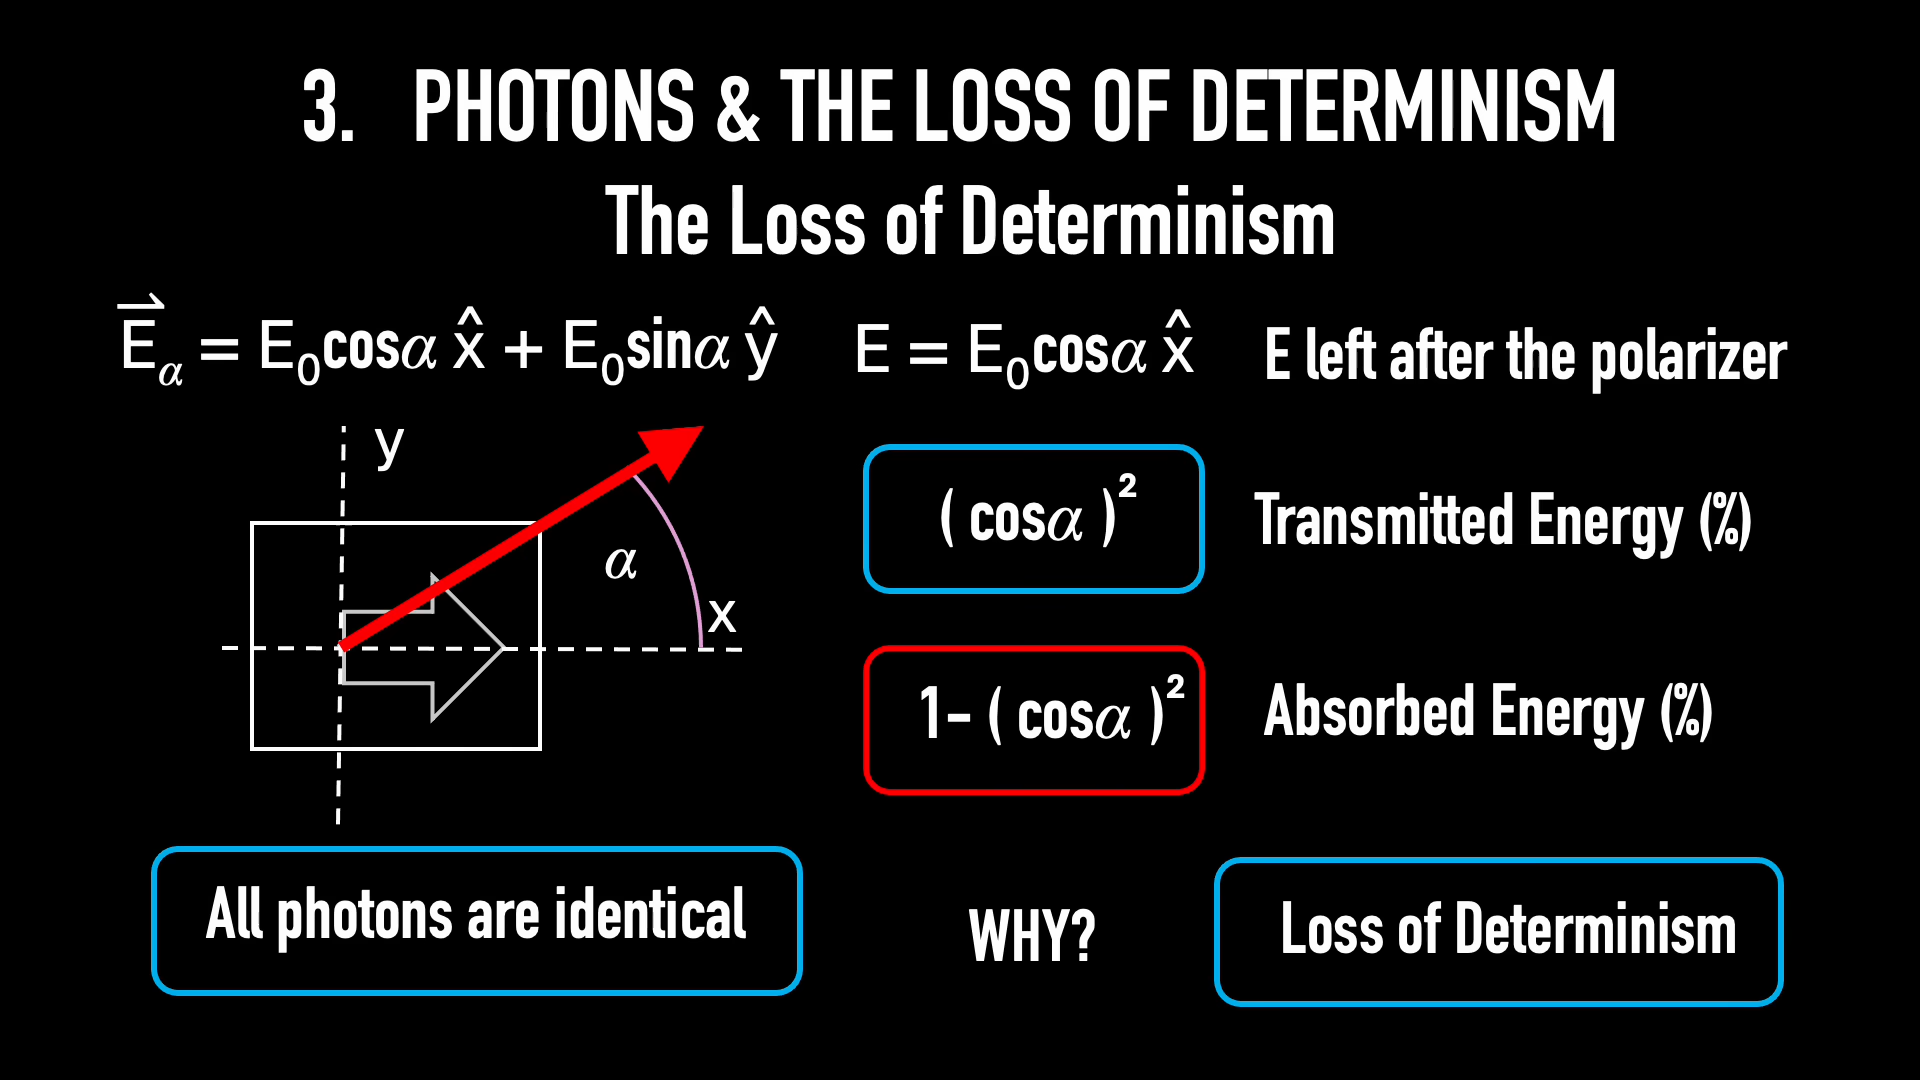 3. PHOTONS & THE LOSS OF DETERMINISM
The Loss of Determinism
E⃗α = E₀cosα x̂ + E₀sinα ŷ
E = E₀cosα x̂
E left after the polarizer
y
α
x
( cosα )²
Transmitted Energy (%)
1- ( cosα )²
Absorbed Energy (%)
All photons are identical
WHY?
Loss of Determinism